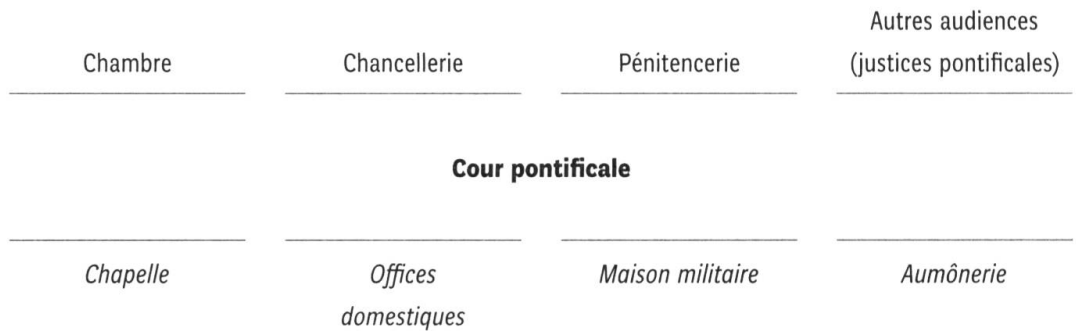 Chambre
Chancellerie
Pénitencerie
Autres audiences
(justices pontificales)
Cour pontificale
Chapelle
Offices
domestiques
Maison militaire
Aumônerie